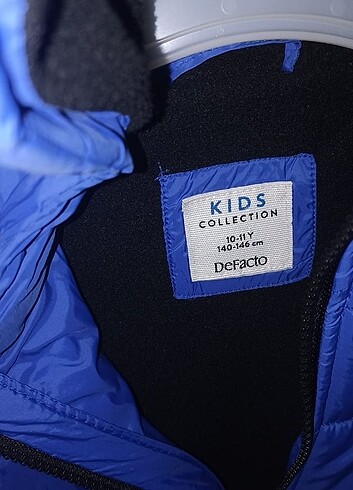 KIDS
COLLECTION
10-11 Y
140-146 cm
DeFacto